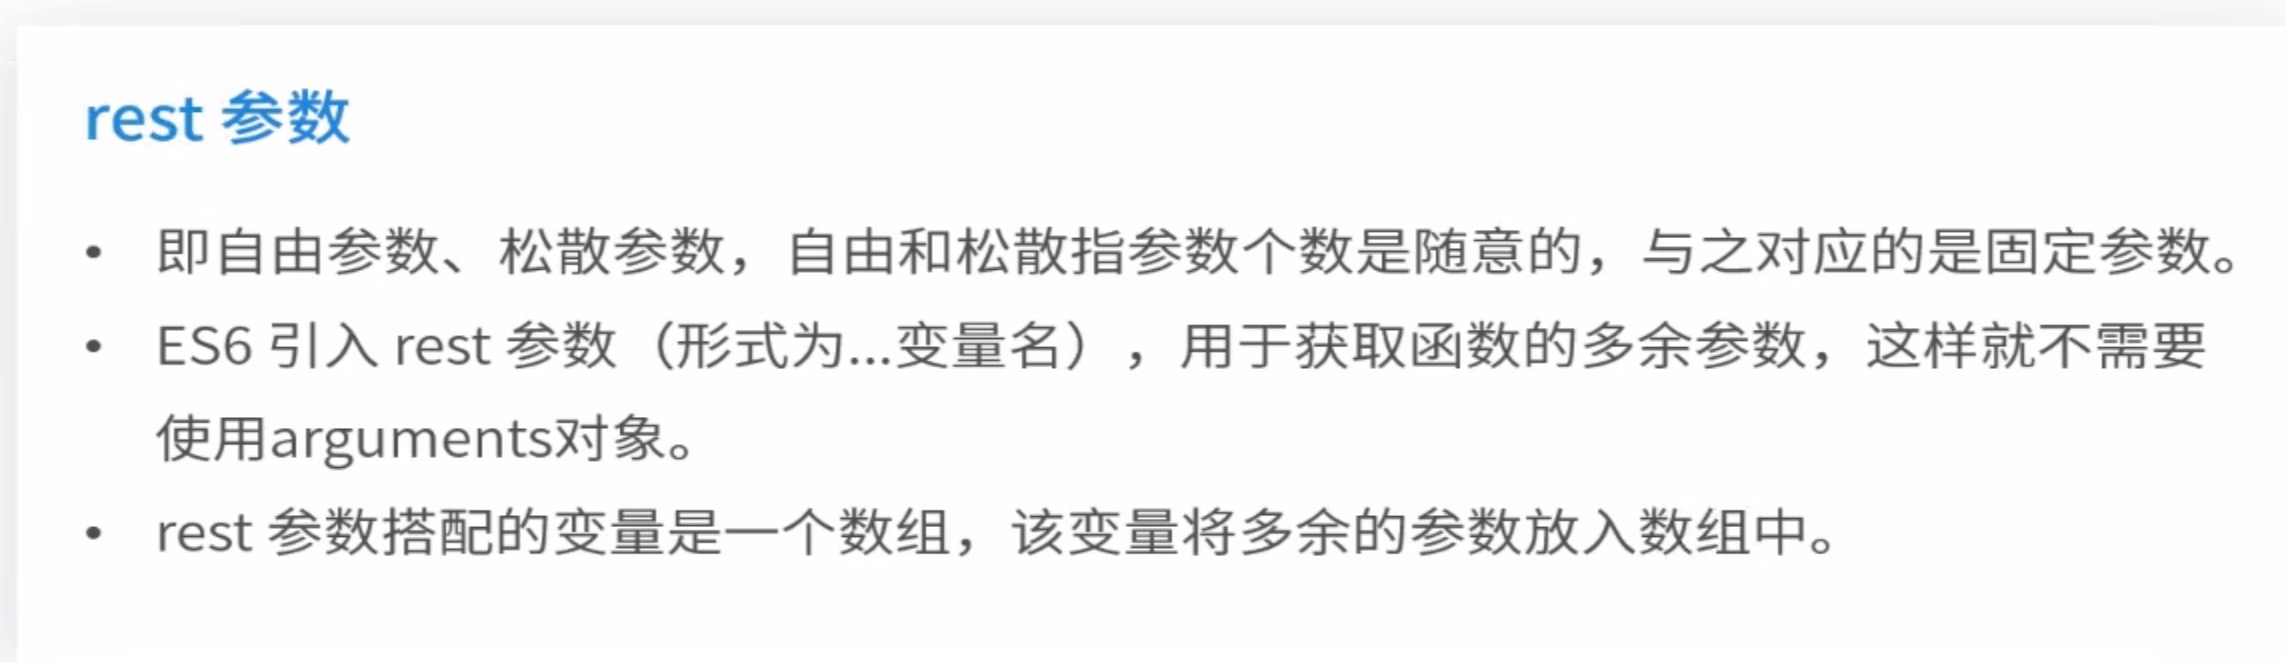 rest 参数
• 即自由参数、松散参数，自由和松散指参数个数是随意的，与之对应的是固定参数。
• ES6 引入 rest 参数（形式为...变量名），用于获取函数的多余参数，这样就不需要
使用arguments对象。
• rest 参数搭配的变量是一个数组，该变量将多余的参数放入数组中。